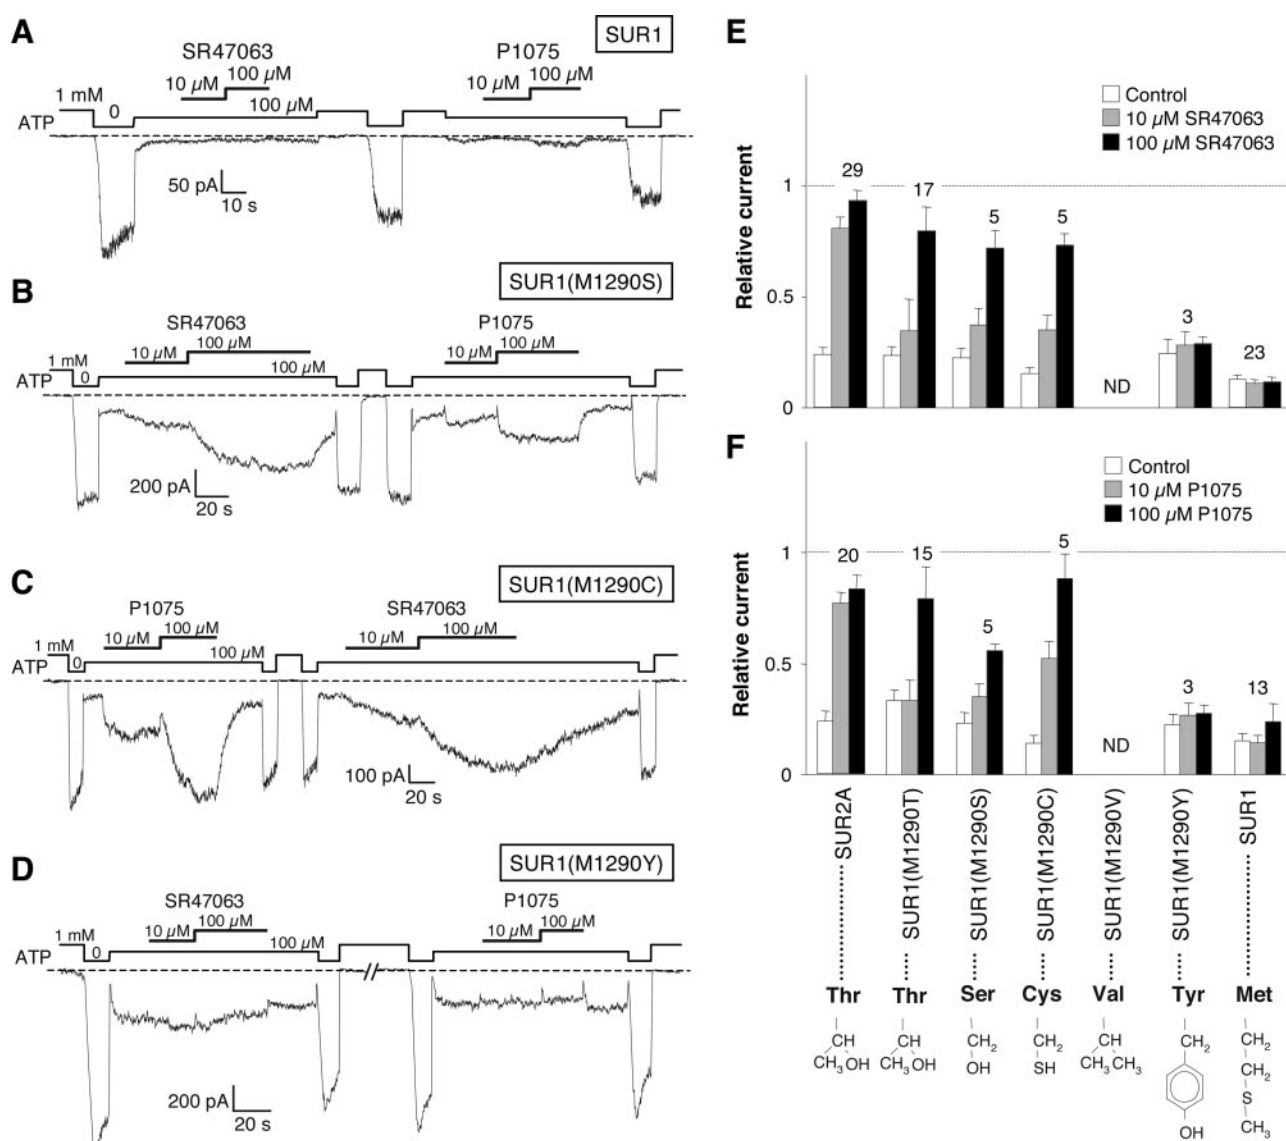 A
SUR1
SR47063
10 µM
100 µM
P1075
10 µM
100 µM
1 mM
0
100 µM
ATP
50 pA
10 s
B
SUR1(M1290S)
SR47063
10 µM
100 µM
P1075
10 µM
100 µM
1 mM
0
100 µM
ATP
200 pA
20 s
C
SUR1(M1290C)
P1075
10 µM
100 µM
SR47063
10 µM
100 µM
1 mM
0
100 µM
ATP
100 pA
20 s
D
SUR1(M1290Y)
SR47063
10 µM
100 µM
P1075
10 µM
100 µM
1 mM
0
100 µM
ATP
200 pA
20 s
E
Control
10 µM SR47063
100 µM SR47063
Relative current
1
0.5
0
29
17
5
5
ND
3
23
F
Control
10 µM P1075
100 µM P1075
Relative current
1
0.5
0
20
15
5
5
ND
3
13
SUR2A
SUR1(M1290T)
SUR1(M1290S)
SUR1(M1290C)
SUR1(M1290V)
SUR1(M1290Y)
SUR1
Thr Thr Ser Cys Val Tyr Met
CH
CH3 OH
CH
CH3 OH
CH2
OH
CH2
SH
CH
CH3 CH3
CH2
OH
CH2
CH2
S
CH3